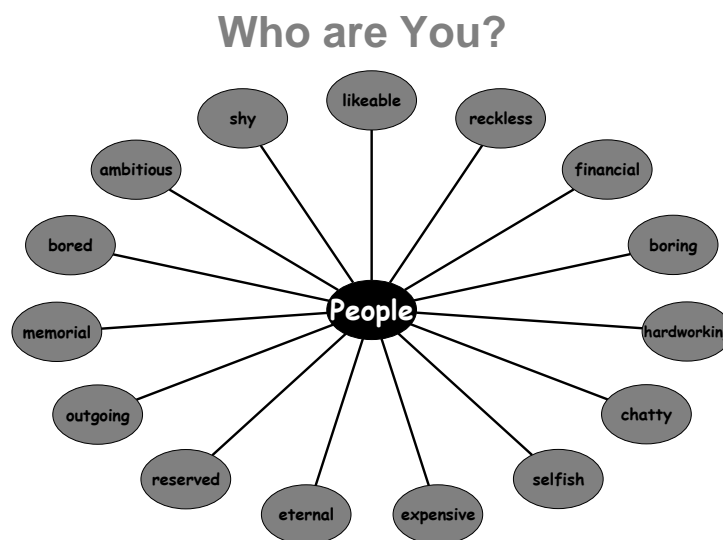 Who are You?
likeable
shy
reckless
ambitious
financial
bored
boring
People
memorial
hardworkin
outgoing
chatty
reserved
selfish
eternal
expensive